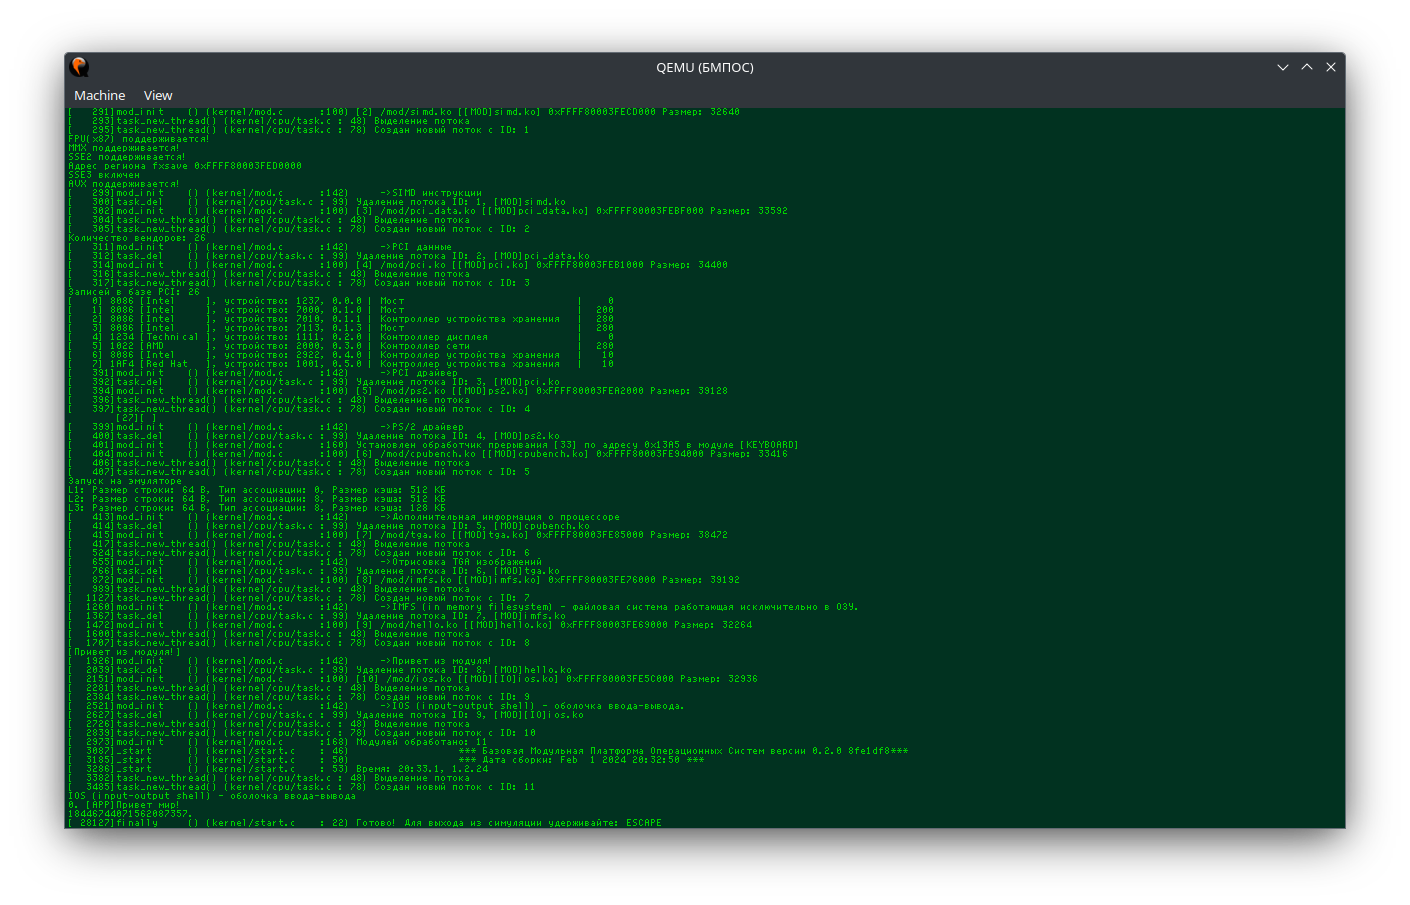 QEMU (БМПОС)
Machine View
[ 291]mod_init () (kernel/mod.c :100) [2] /mod/simd.ko [[MOD]simd.ko] 0xFFFF80003FECD000 Размер: 32640
[ 293]task_new_thread() (kernel/cpu/task.c : 48) Выделение потока
[ 295]task_new_thread() (kernel/cpu/task.c : 78) Создан новый поток с ID: 1
FPU(x87) поддерживается!
MMX поддерживается!
SSE2 поддерживается!
Адрес региона fxsave 0xFFFF80003FED0000
SSE3 включен
AVX поддерживается!
[ 299]mod_init () (kernel/mod.c :142) ->SIMD инструкции
[ 300]task_del () (kernel/cpu/task.c : 99) Удаление потока ID: 1, [MOD]simd.ko
[ 302]mod_init () (kernel/mod.c :100) [3] /mod/pci_data.ko [[MOD]pci_data.ko] 0xFFFF80003FEBF000 Размер: 33592
[ 304]task_new_thread() (kernel/cpu/task.c : 48) Выделение потока
[ 305]task_new_thread() (kernel/cpu/task.c : 78) Создан новый поток с ID: 2
Количество вендоров: 26
[ 311]mod_init () (kernel/mod.c :142) ->PCI данные
[ 312]task_del () (kernel/cpu/task.c : 99) Удаление потока ID: 2, [MOD]pci_data.ko
[ 314]mod_init () (kernel/mod.c :100) [4] /mod/pci.ko [[MOD]pci.ko] 0xFFFF80003FEB1000 Размер: 34400
[ 316]task_new_thread() (kernel/cpu/task.c : 48) Выделение потока
[ 317]task_new_thread() (kernel/cpu/task.c : 78) Создан новый поток с ID: 3
Записей в базе PCI: 26
[ 0] 8086 [Intel ], устройство: 1237, 0.0.0 | Мост | 0
[ 1] 8086 [Intel ], устройство: 7000, 0.1.0 | Мост | 200
[ 2] 8086 [Intel ], устройство: 7010, 0.1.1 | Контроллер устройства хранения | 280
[ 3] 8086 [Intel ], устройство: 7113, 0.1.3 | Мост | 280
[ 4] 1234 [Technical ], устройство: 1111, 0.2.0 | Контроллер дисплея | 0
[ 5] 1022 [AMD ], устройство: 2000, 0.3.0 | Контроллер сети | 280
[ 6] 8086 [Intel ], устройство: 2922, 0.4.0 | Контроллер устройства хранения | 10
[ 7] 1AF4 [Red Hat ], устройство: 1001, 0.5.0 | Контроллер устройства хранения | 10
[ 391]mod_init () (kernel/mod.c :142) ->PCI драйвер
[ 392]task_del () (kernel/cpu/task.c : 99) Удаление потока ID: 3, [MOD]pci.ko
[ 394]mod_init () (kernel/mod.c :100) [5] /mod/ps2.ko [[MOD]ps2.ko] 0xFFFF80003FEA2000 Размер: 39128
[ 396]task_new_thread() (kernel/cpu/task.c : 48) Выделение потока
[ 397]task_new_thread() (kernel/cpu/task.c : 78) Создан новый поток с ID: 4
[27][ ]
[ 399]mod_init () (kernel/mod.c :142) ->PS/2 драйвер
[ 400]task_del () (kernel/cpu/task.c : 99) Удаление потока ID: 4, [MOD]ps2.ko
[ 401]mod_init () (kernel/mod.c :160) Установлен обработчик прерывания [33] по адресу 0x13A5 в модуле [KEYBOARD]
[ 404]mod_init () (kernel/mod.c :100) [6] /mod/cpubench.ko [[MOD]cpubench.ko] 0xFFFF80003FE94000 Размер: 33416
[ 406]task_new_thread() (kernel/cpu/task.c : 48) Выделение потока
[ 407]task_new_thread() (kernel/cpu/task.c : 78) Создан новый поток с ID: 5
Запуск на эмуляторе
L1: Размер строки: 64 B, Тип ассоциации: 0, Размер кэша: 512 КБ
L2: Размер строки: 64 B, Тип ассоциации: 8, Размер кэша: 512 КБ
L3: Размер строки: 64 B, Тип ассоциации: 8, Размер кэша: 128 КБ
[ 413]mod_init () (kernel/mod.c :142) ->Дополнительная информация о процессоре
[ 414]task_del () (kernel/cpu/task.c : 99) Удаление потока ID: 5, [MOD]cpubench.ko
[ 415]mod_init () (kernel/mod.c :100) [7] /mod/tga.ko [[MOD]tga.ko] 0xFFFF80003FE85000 Размер: 38472
[ 417]task_new_thread() (kernel/cpu/task.c : 48) Выделение потока
[ 524]task_new_thread() (kernel/cpu/task.c : 78) Создан новый поток с ID: 6
[ 655]mod_init () (kernel/mod.c :142) ->Отрисовка TGA изображений
[ 766]task_del () (kernel/cpu/task.c : 99) Удаление потока ID: 6, [MOD]tga.ko
[ 872]mod_init () (kernel/mod.c :100) [8] /mod/imfs.ko [[MOD]imfs.ko] 0xFFFF80003FE76000 Размер: 39192
[ 989]task_new_thread() (kernel/cpu/task.c : 48) Выделение потока
[ 1127]task_new_thread() (kernel/cpu/task.c : 78) Создан новый поток с ID: 7
[ 1260]mod_init () (kernel/mod.c :142) ->IMFS (in memory filesystem) - файловая система работающая исключительно в ОЗУ.
[ 1367]task_del () (kernel/cpu/task.c : 99) Удаление потока ID: 7, [MOD]imfs.ko
[ 1472]mod_init () (kernel/mod.c :100) [9] /mod/hello.ko [[MOD]hello.ko] 0xFFFF80003FE69000 Размер: 32264
[ 1600]task_new_thread() (kernel/cpu/task.c : 48) Выделение потока
[ 1707]task_new_thread() (kernel/cpu/task.c : 78) Создан новый поток с ID: 8
[Привет из модуля!]
[ 1926]mod_init () (kernel/mod.c :142) ->Привет из модуля!
[ 2039]task_del () (kernel/cpu/task.c : 99) Удаление потока ID: 8, [MOD]hello.ko
[ 2151]mod_init () (kernel/mod.c :100) [10] /mod/ios.ko [[MOD][IO]ios.ko] 0xFFFF80003FE5C000 Размер: 32936
[ 2281]task_new_thread() (kernel/cpu/task.c : 48) Выделение потока
[ 2384]task_new_thread() (kernel/cpu/task.c : 78) Создан новый поток с ID: 9
[ 2521]mod_init () (kernel/mod.c :142) ->IOS (input-output shell) - оболочка ввода-вывода.
[ 2627]task_del () (kernel/cpu/task.c : 99) Удаление потока ID: 9, [MOD][IO]ios.ko
[ 2726]task_new_thread() (kernel/cpu/task.c : 48) Выделение потока
[ 2839]task_new_thread() (kernel/cpu/task.c : 78) Создан новый поток с ID: 10
[ 2973]mod_init () (kernel/mod.c :168) Модулей обработано: 11
[ 3087]_start () (kernel/start.c : 46) *** Базовая Модульная Платформа Операционных Систем версии 0.2.0 8fe1df8***
[ 3185]_start () (kernel/start.c : 50) *** Дата сборки: Feb 1 2024 20:32:50 ***
[ 3286]_start () (kernel/start.c : 53) Время: 20:33.1, 1.2.24
[ 3382]task_new_thread() (kernel/cpu/task.c : 48) Выделение потока
[ 3485]task_new_thread() (kernel/cpu/task.c : 78) Создан новый поток с ID: 11
IOS (input-output shell) - оболочка ввода-вывода
0. [APP]Привет мир!
18446744071562087357.
[ 28127]finally () (kernel/start.c : 22) Готово! Для выхода из симуляции удерживайте: ESCAPE